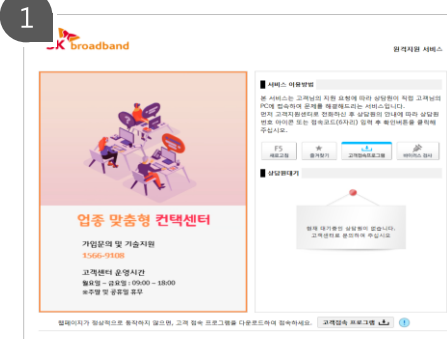 1
SK broadband
원격지원 서비스
업종 맞춤형 컨택센터
가입문의 및 기술지원
1566-9108
고객센터 운영시간
월요일 ~ 금요일 : 09:00 ~ 18:00
※주말 및 공휴일 휴무
서비스 이용방법
본 서비스는 고객님의 지원 요청에 따라 상담원이 직접 고객님의
PC에 접속하여 문제를 해결해드리는 서비스입니다.
먼저 고객지원센터로 전화하신 후 상담원의 안내에 따라 상담원
번호 아이콘 또는 접속코드(6자리) 입력 후 확인버튼을 클릭해
주십시오.
F5
새로고침
즐겨찾기
고객접속프로그램
바이러스 검사
상담원대기
현재 대기중인 상담원이 없습니다.
고객센터로 문의하여 주십시오
웹페이지가 정상적으로 동작하지 않으면, 고객 접속 프로그램을 다운로드하여 접속하세요.
고객접속 프로그램